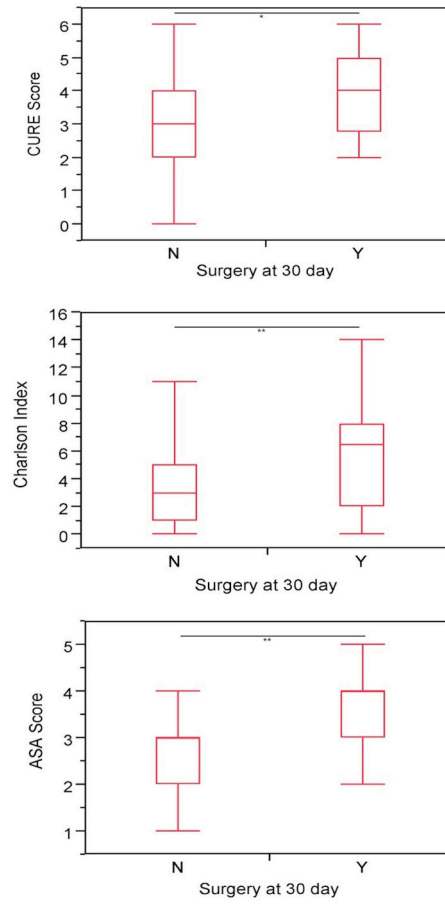 6
*
5
4
CURE Score
3
2
1
0
N Y
Surgery at 30 day
16
14
**
12
10
Charlson Index
8
6
4
2
0
N Y
Surgery at 30 day
5
**
4
ASA Score
3
2
1
N Y
Surgery at 30 day